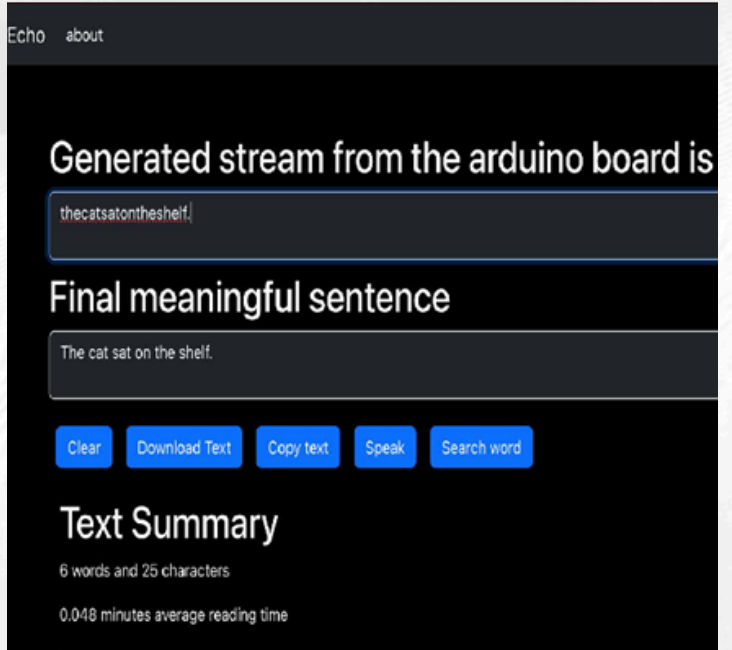 Echo about
Generated stream from the arduino board is
thecatsatontheshelf.
Final meaningful sentence
The cat sat on the shelf.
Clear Download Text Copy text Speak Search word
Text Summary
6 words and 25 characters
0.048 minutes average reading time